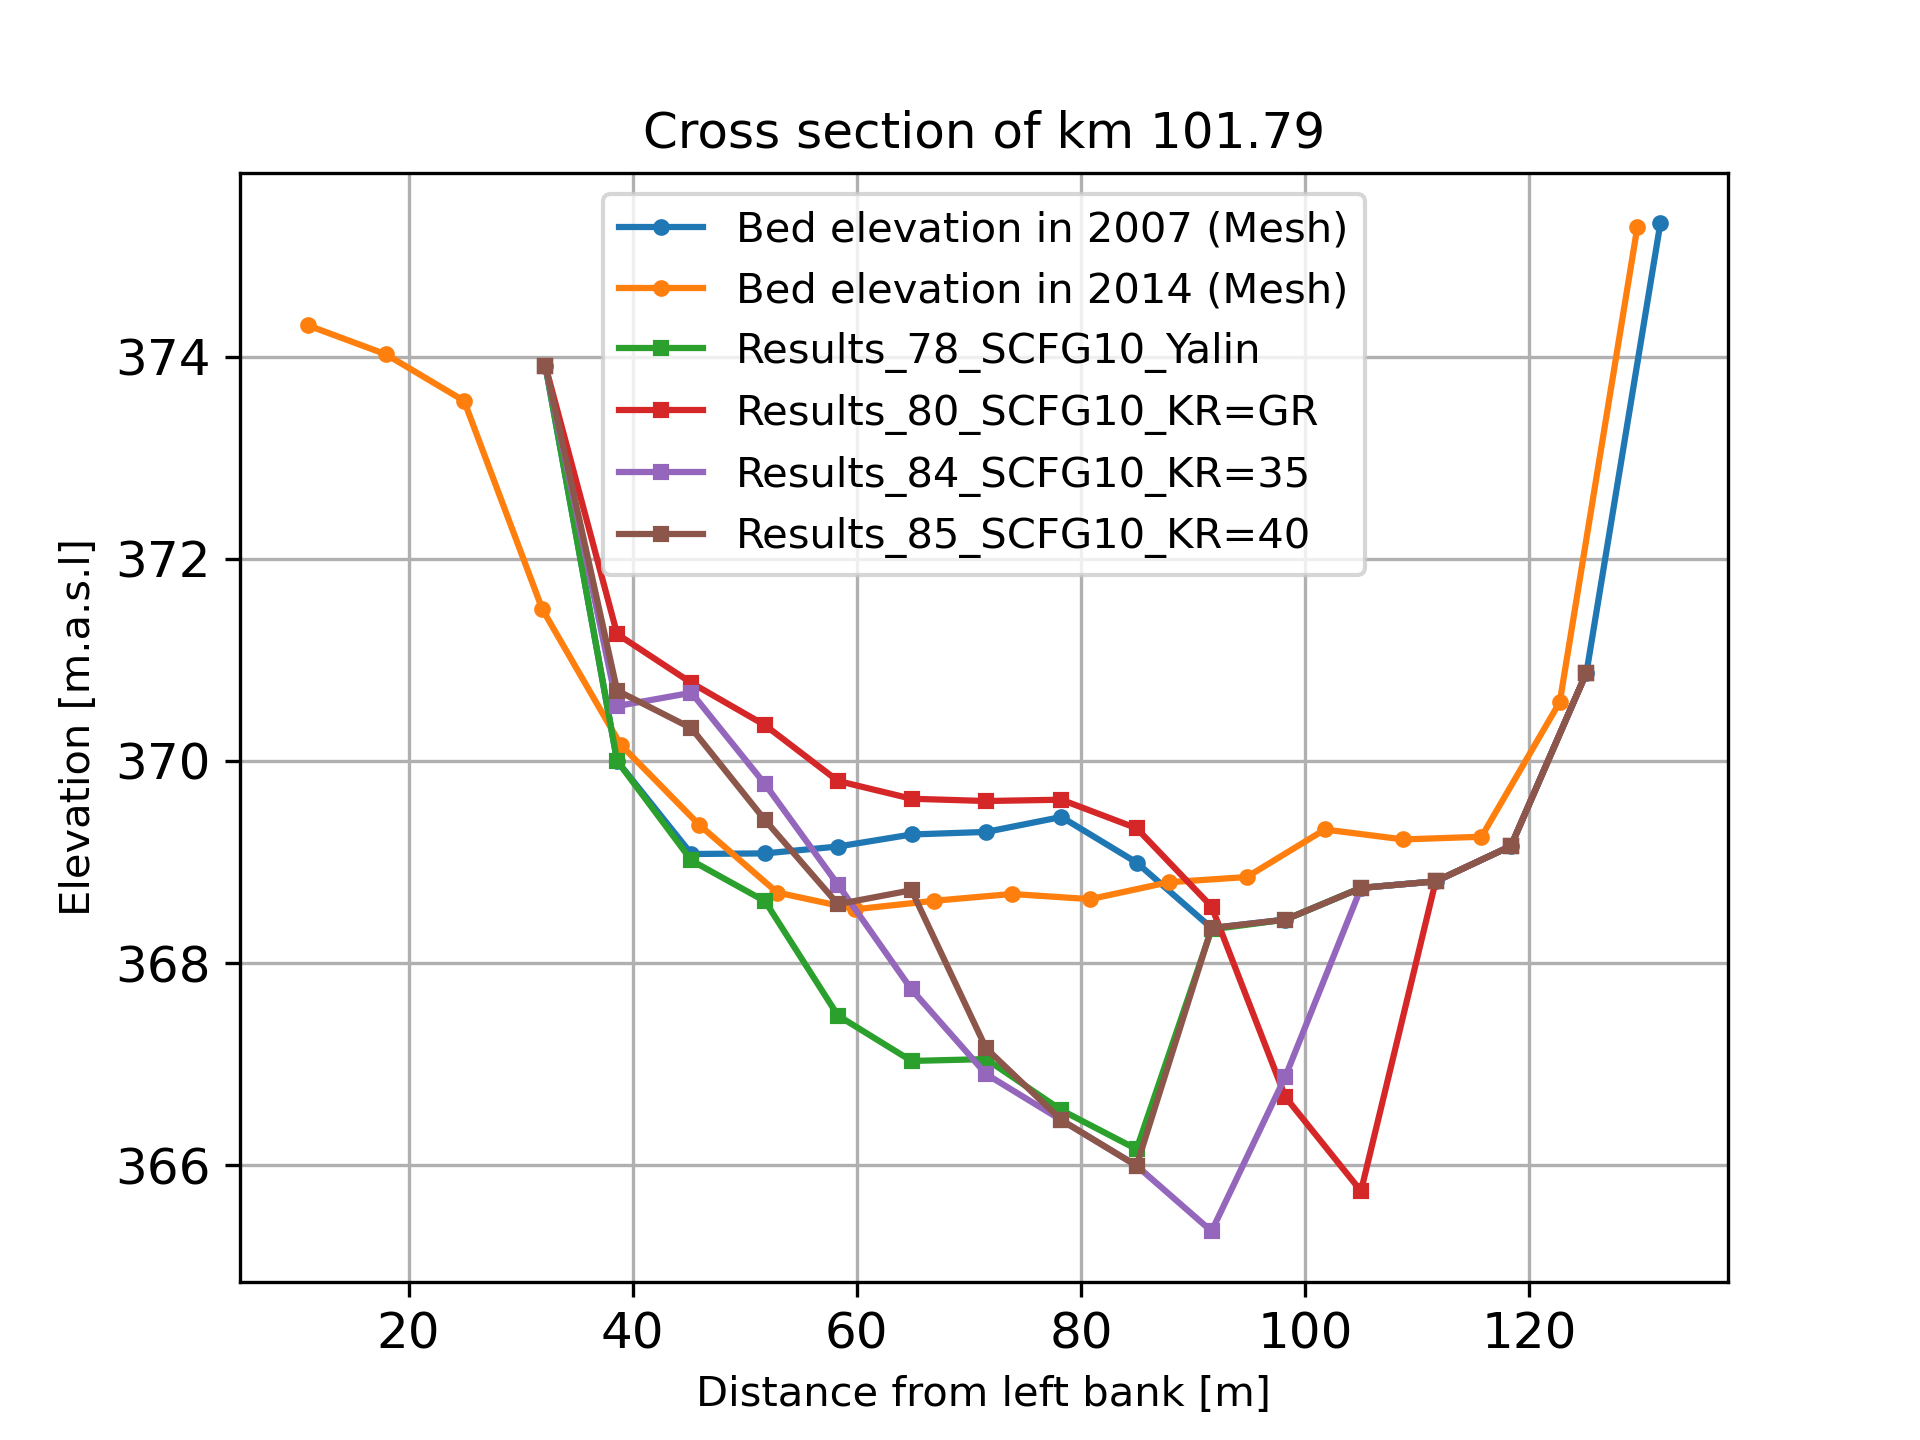 Cross section of km 101.79
Bed elevation in 2007 (Mesh)
Bed elevation in 2014 (Mesh)
Results_78_SCFG10_Yalin
Results_80_SCFG10_KR=GR
Results_84_SCFG10_KR=35
Results_85_SCFG10_KR=40
Elevation [m.a.s.l]
374
372
370
368
366
20 40 60 80 100 120
Distance from left bank [m]